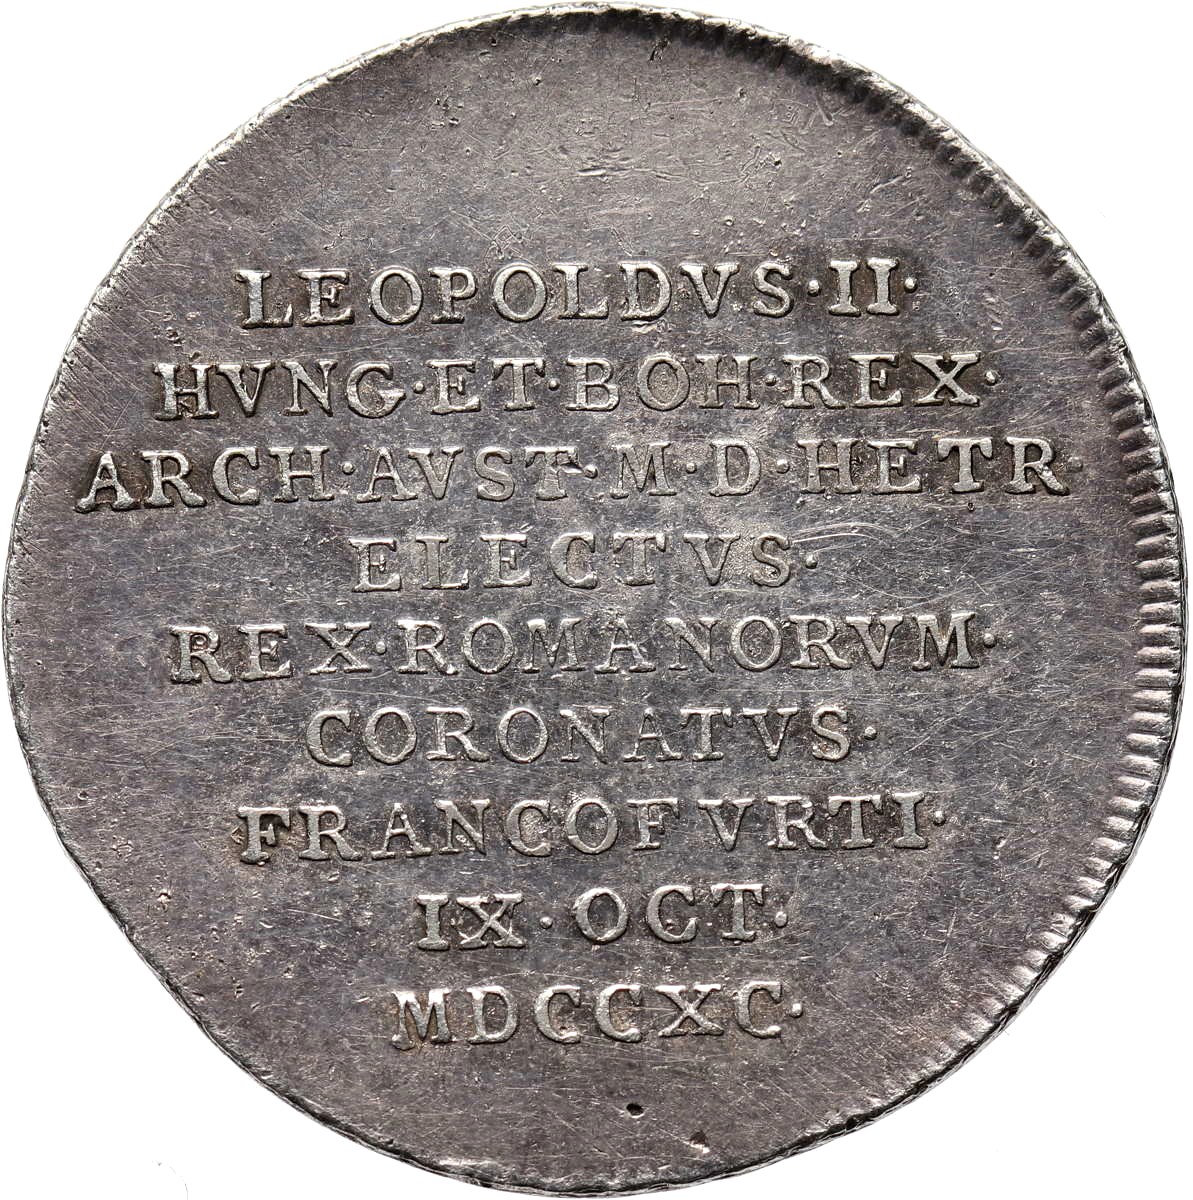 LEOPOLDVS·II·
HVNG·ET·BOH·REX·
ARCH·AVST·M·D·HETR·
ELECTVS·
REX·ROMANORVM·
CORONATVS·
FRANCOFVRTI·
IX·OCT·
MDCCXC·